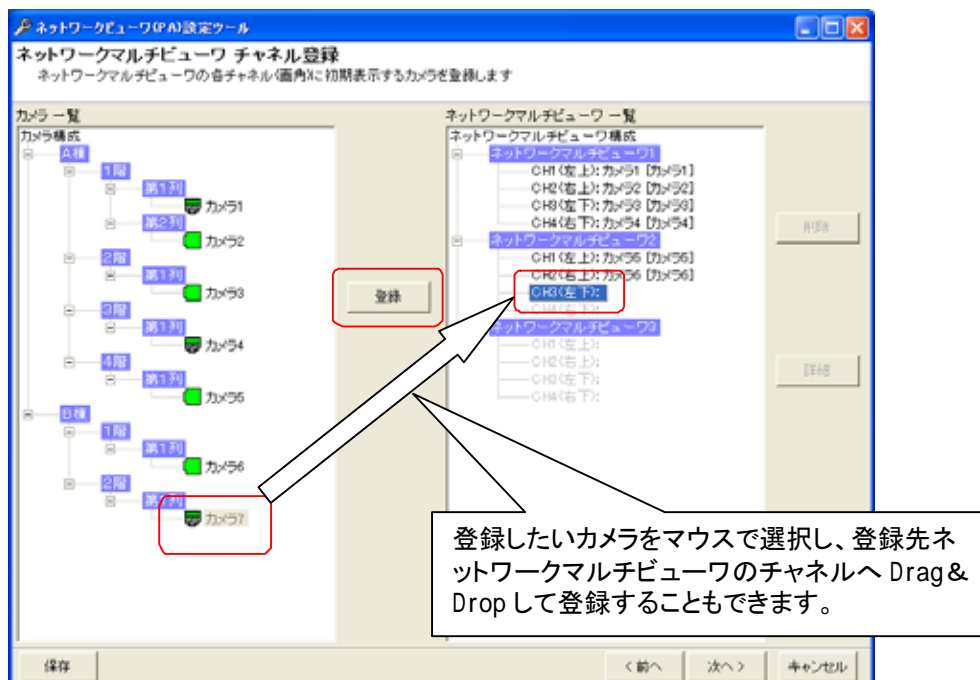 ネットワークビューワ(PA)設定ツール
ネットワークマルチビューワ チャネル登録
ネットワークマルチビューワの各チャネル(画角)に初期表示するカメラを登録します
カメラ 一覧
カメラ構成
A棟
1階
第1列
カメラ1
第2列
カメラ2
2階
第1列
カメラ3
3階
第1列
カメラ4
4階
第1列
カメラ5
B棟
1階
第1列
カメラ6
2階
カメラ7
登録
ネットワークマルチビューワ 一覧
ネットワークマルチビューワ構成
ネットワークマルチビューワ1
CH1(左上):カメラ1 [カメラ1]
CH2(右上):カメラ2 [カメラ2]
CH3(左下):カメラ3 [カメラ3]
CH4(右下):カメラ4 [カメラ4]
ネットワークマルチビューワ2
CH1(左上):カメラ5 [カメラ5]
CH2(右上):カメラ6 [カメラ6]
CH3(左下):
CH4(右下):
ネットワークマルチビューワ3
CH1(左上):
CH2(右上):
CH3(左下):
CH4(右下):
削除
詳細
登録したいカメラをマウスで選択し、登録先ネ
ットワークマルチビューワのチャネルへ Drag&
Drop して登録することもできます。
保存
<前へ
次へ>
キャンセル